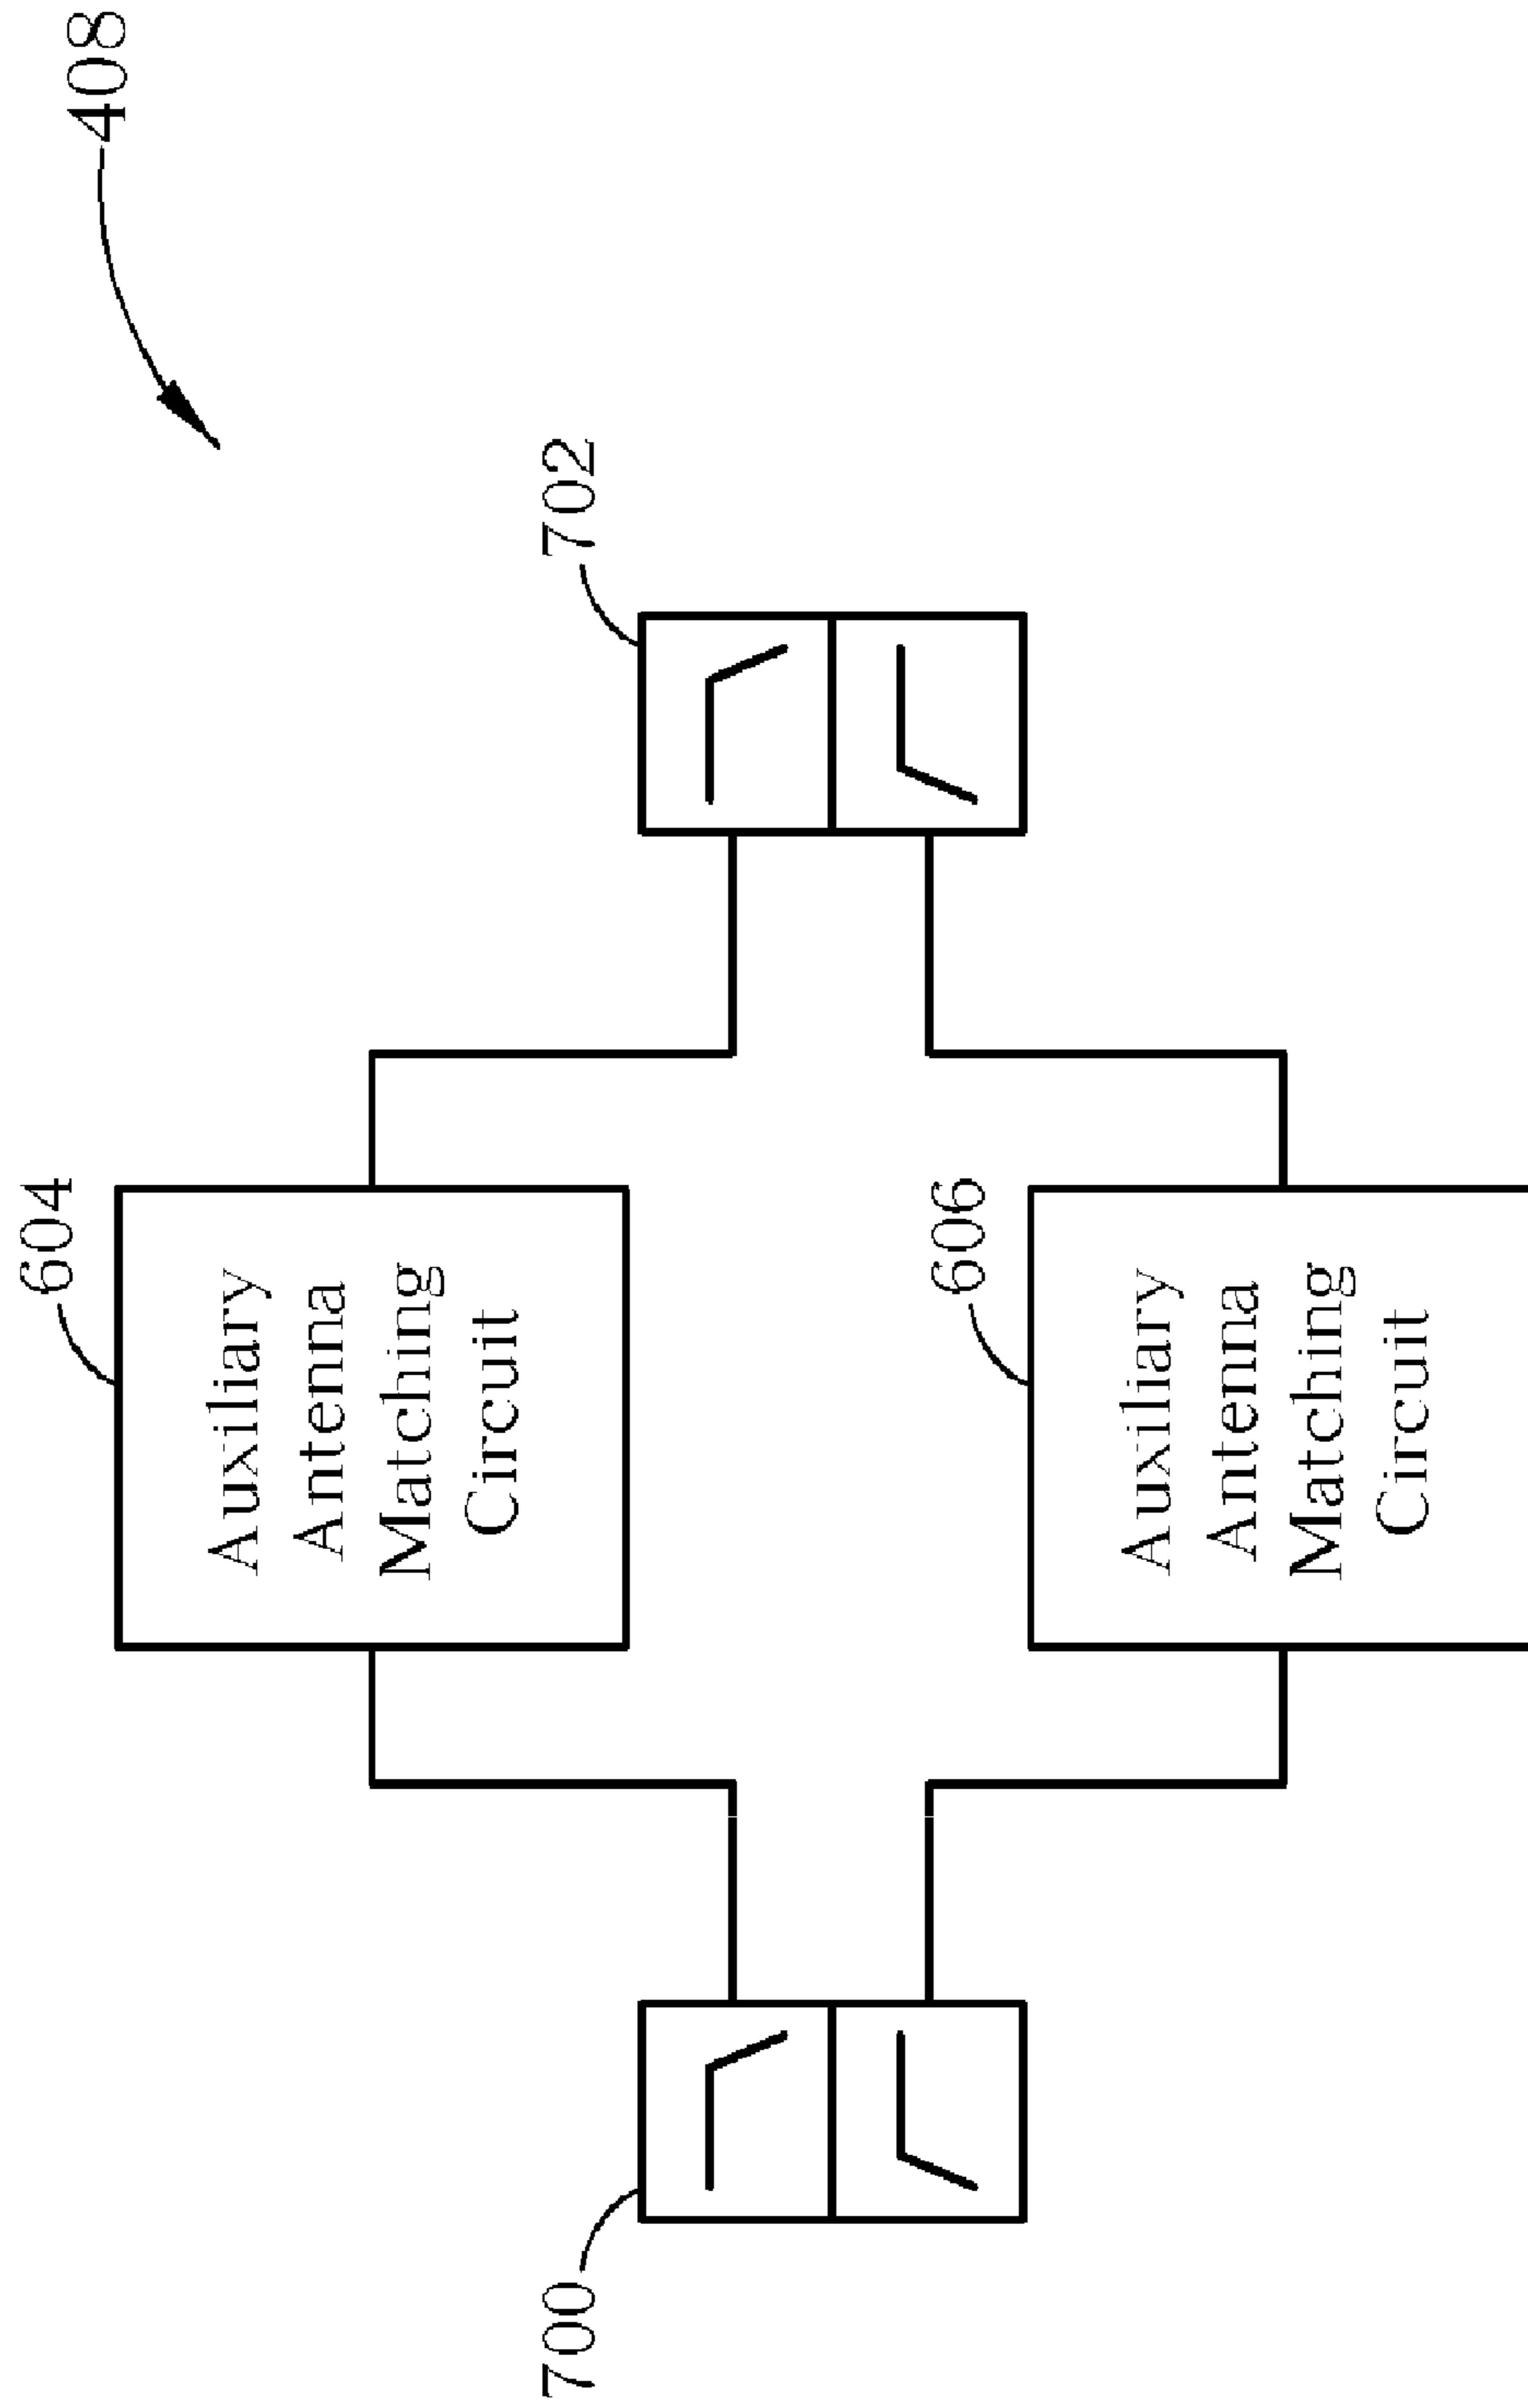 408
604
Auxiliary
Antenna
Matching
Circuit
700
702
606
Auxiliary
Antenna
Matching
Circuit